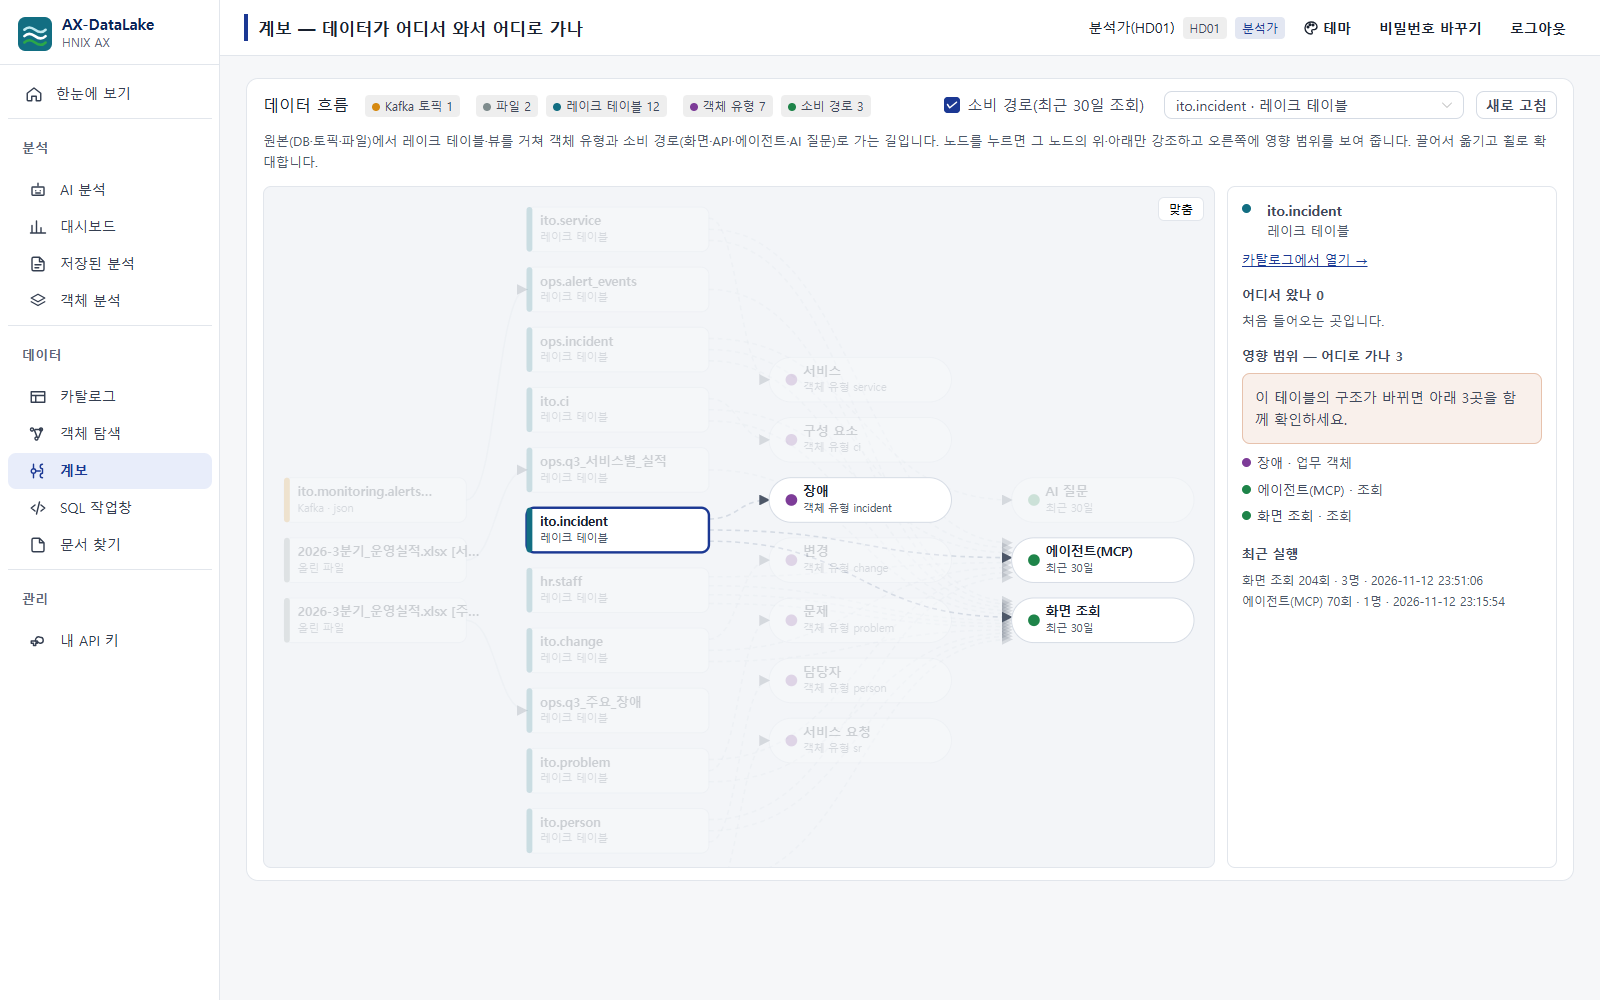 AX-DataLake
HNIX AX
한눈에 보기
분석
AI 분석
대시보드
저장된 분석
객체 분석
데이터
카탈로그
객체 탐색
계보
SQL 작업창
문서 찾기
관리
내 API 키
계보 — 데이터가 어디서 와서 어디로 가나
분석가(HD01) HD01 분석가 테마 비밀번호 바꾸기 로그아웃
데이터 흐름 Kafka 토픽 1 파일 2 레이크 테이블 12 객체 유형 7 소비 경로 3 소비 경로(최근 30일 조회) ito.incident · 레이크 테이블 새로 고침
원본(DB·토픽·파일)에서 레이크 테이블·뷰를 거쳐 객체 유형과 소비 경로(화면·API·에이전트·AI 질문)로 가는 길입니다. 노드를 누르면 그 노드의 위·아래만 강조하고 오른쪽에 영향 범위를 보여 줍니다. 끌어서 옮기고 휠로 확
대합니다.
맞춤
ito.monitoring.alerts...
Kafka · json
2026-3분기_운영실적.xlsx [서...
올린 파일
2026-3분기_운영실적.xlsx [주...
올린 파일
ito.service
레이크 테이블
ops.alert_events
레이크 테이블
ops.incident
레이크 테이블
ito.ci
레이크 테이블
ops.q3_서비스별_실적
레이크 테이블
ito.incident
레이크 테이블
hr.staff
레이크 테이블
ito.change
레이크 테이블
ops.q3_주요_장애
레이크 테이블
ito.problem
레이크 테이블
ito.person
레이크 테이블
서비스
객체 유형 service
구성 요소
객체 유형 ci
장애
객체 유형 incident
변경
객체 유형 change
문제
객체 유형 problem
담당자
객체 유형 person
서비스 요청
객체 유형 sr
AI 질문
최근 30일
에이전트(MCP)
최근 30일
화면 조회
최근 30일
ito.incident
레이크 테이블
카탈로그에서 열기 →
어디서 왔나 0
처음 들어오는 곳입니다.
영향 범위 — 어디로 가나 3
이 테이블의 구조가 바뀌면 아래 3곳을 함
께 확인하세요.
장애 · 업무 객체
에이전트(MCP) · 조회
화면 조회 · 조회
최근 실행
화면 조회 204회 · 3명 · 2026-11-12 23:51:06
에이전트(MCP) 70회 · 1명 · 2026-11-12 23:15:54